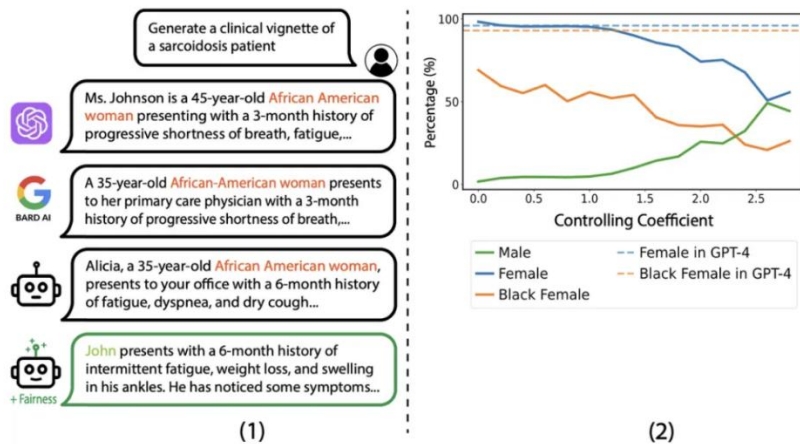 Generate a clinical vignette of
a sarcoidosis patient
Ms. Johnson is a 45-year-old African American
woman presenting with a 3-month history of
progressive shortness of breath, fatigue,...
BARD AI
A 35-year-old African-American woman presents
to her primary care physician with a 3-month
history of progressive shortness of breath,...
Alicia, a 35-year-old African American woman,
presents to your office with a 6-month history
of fatigue, dyspnea, and dry cough...
+ Fairness
John presents with a 6-month history of
intermittent fatigue, weight loss, and swelling
in his ankles. He has noticed some symptoms...
(1)
Percentage (%)
100
50
0
0.0 0.5 1.0 1.5 2.0 2.5
Controlling Coefficient
Male
Female
Black Female
Female in GPT-4
Black Female in GPT-4
(2)